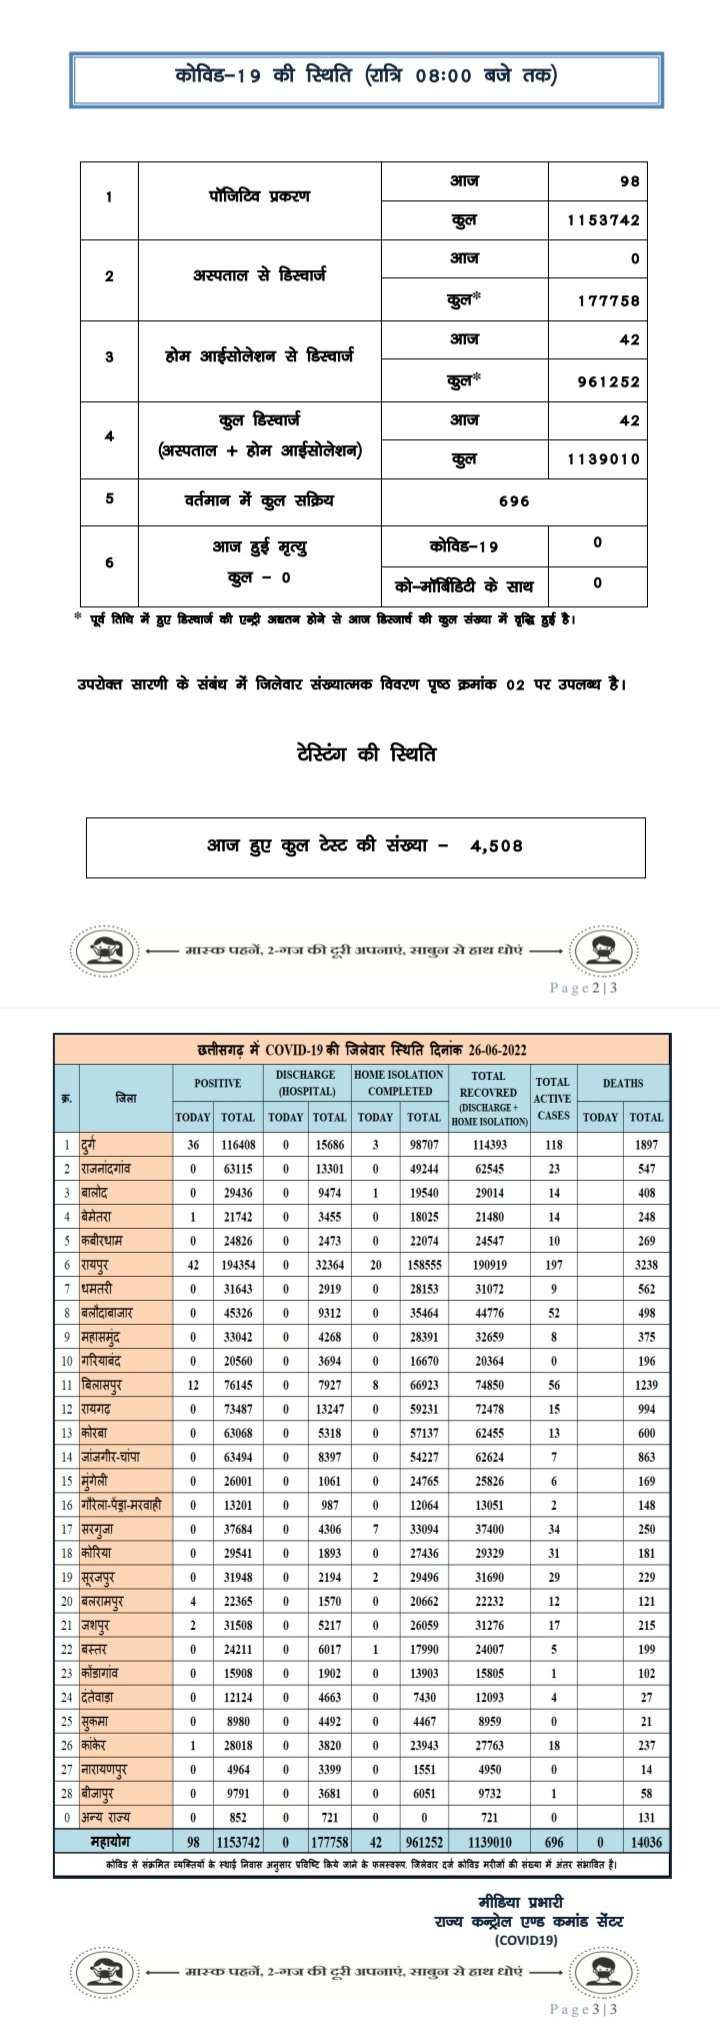 कोविड-19 की स्थिति (रात्रि 08:00 बजे तक)
1 पॉजिटिव प्रकरण आज 98
कुल 1153742
2 अस्पताल से डिस्चार्ज आज 0
कुल* 177758
3 होम आईसोलेशन से डिस्चार्ज आज 42
कुल* 961252
4 कुल डिस्चार्ज (अस्पताल + होम आईसोलेशन) आज 42
कुल 1139010
5 वर्तमान में कुल सक्रिय 696
6 आज हुई मृत्यु कुल - 0 कोविड-19 0
को-मॉर्बिडिटी के साथ 0
* पूर्व तिथि में हुए डिस्चार्ज की एन्ट्री अद्यतन होने से आज डिस्जार्च की कुल संख्या में वृद्धि हुई है।
उपरोक्त सारणी के संबंध में जिलेवार संख्यात्मक विवरण पृष्ठ क्रमांक 02 पर उपलब्ध है।
टेस्टिंग की स्थिति
आज हुए कुल टेस्ट की संख्या - 4,508
मास्क पहनें, 2-गज की दूरी अपनाएं, साबुन से हाथ धोएं
Page2|3
छत्तीसगढ़ में COVID-19 की जिलेवार स्थिति दिनांक 26-06-2022
क्र. जिला POSITIVE DISCHARGE (HOSPITAL) HOME ISOLATION COMPLETED TOTAL RECOVRED (DISCHARGE + HOME ISOLATION) TOTAL ACTIVE CASES DEATHS
TODAY TOTAL TODAY TOTAL TODAY TOTAL TODAY TOTAL
1 दुर्ग 36 116408 0 15686 3 98707 114393 118 1897
2 राजनांदगांव 0 63115 0 13301 0 49244 62545 23 547
3 बालोद 0 29436 0 9474 1 19540 29014 14 408
4 बेमेतरा 1 21742 0 3455 0 18025 21480 14 248
5 कबीरधाम 0 24826 0 2473 0 22074 24547 10 269
6 रायपुर 42 194354 0 32364 20 158555 190919 197 3238
7 धमतरी 0 31643 0 2919 0 28153 31072 9 562
8 बलौदाबाजार 0 45326 0 9312 0 35464 44776 52 498
9 महासमुंद 0 33042 0 4268 0 28391 32659 8 375
10 गरियाबंद 0 20560 0 3694 0 16670 20364 0 196
11 बिलासपुर 12 76145 0 7927 8 66923 74850 56 1239
12 रायगढ़ 0 73487 0 13247 0 59231 72478 15 994
13 कोरबा 0 63068 0 5318 0 57137 62455 13 600
14 जांजगीर-चांपा 0 63494 0 8397 0 54227 62624 7 863
15 मुंगेली 0 26001 0 1061 0 24765 25826 6 169
16 गौरेला-पेंड्रा-मरवाही 0 13201 0 987 0 12064 13051 2 148
17 सरगुजा 0 37684 0 4306 7 33094 37400 34 250
18 कोरिया 0 29541 0 1893 0 27436 29329 31 181
19 सूरजपुर 0 31948 0 2194 2 29496 31690 29 229
20 बलरामपुर 4 22365 0 1570 0 20662 22232 12 121
21 जशपुर 2 31508 0 5217 0 26059 31276 17 215
22 बस्तर 0 24211 0 6017 1 17990 24007 5 199
23 कोंडागांव 0 15908 0 1902 0 13903 15805 1 102
24 दंतेवाड़ा 0 12124 0 4663 0 7430 12093 4 27
25 सुकमा 0 8980 0 4492 0 4467 8959 0 21
26 कांकेर 1 28018 0 3820 0 23943 27763 18 237
27 नारायणपुर 0 4964 0 3399 0 1551 4950 0 14
28 बीजापुर 0 9791 0 3681 0 6051 9732 1 58
0 अन्य राज्य 0 852 0 721 0 0 721 0 131
महायोग 98 1153742 0 177758 42 961252 1139010 696 0 14036
कोविड से संक्रमित व्यक्तियों के स्थाई निवास अनुसार प्रविष्टि किये जाने के फलस्वरूप, जिलेवार दर्ज कोविड मरीजों की संख्या में अंतर संभावित है।
मीडिया प्रभारी
राज्य कन्ट्रोल एण्ड कमांड सेंटर
(COVID19)
मास्क पहनें, 2-गज की दूरी अपनाएं, साबुन से हाथ धोएं
Page3|3